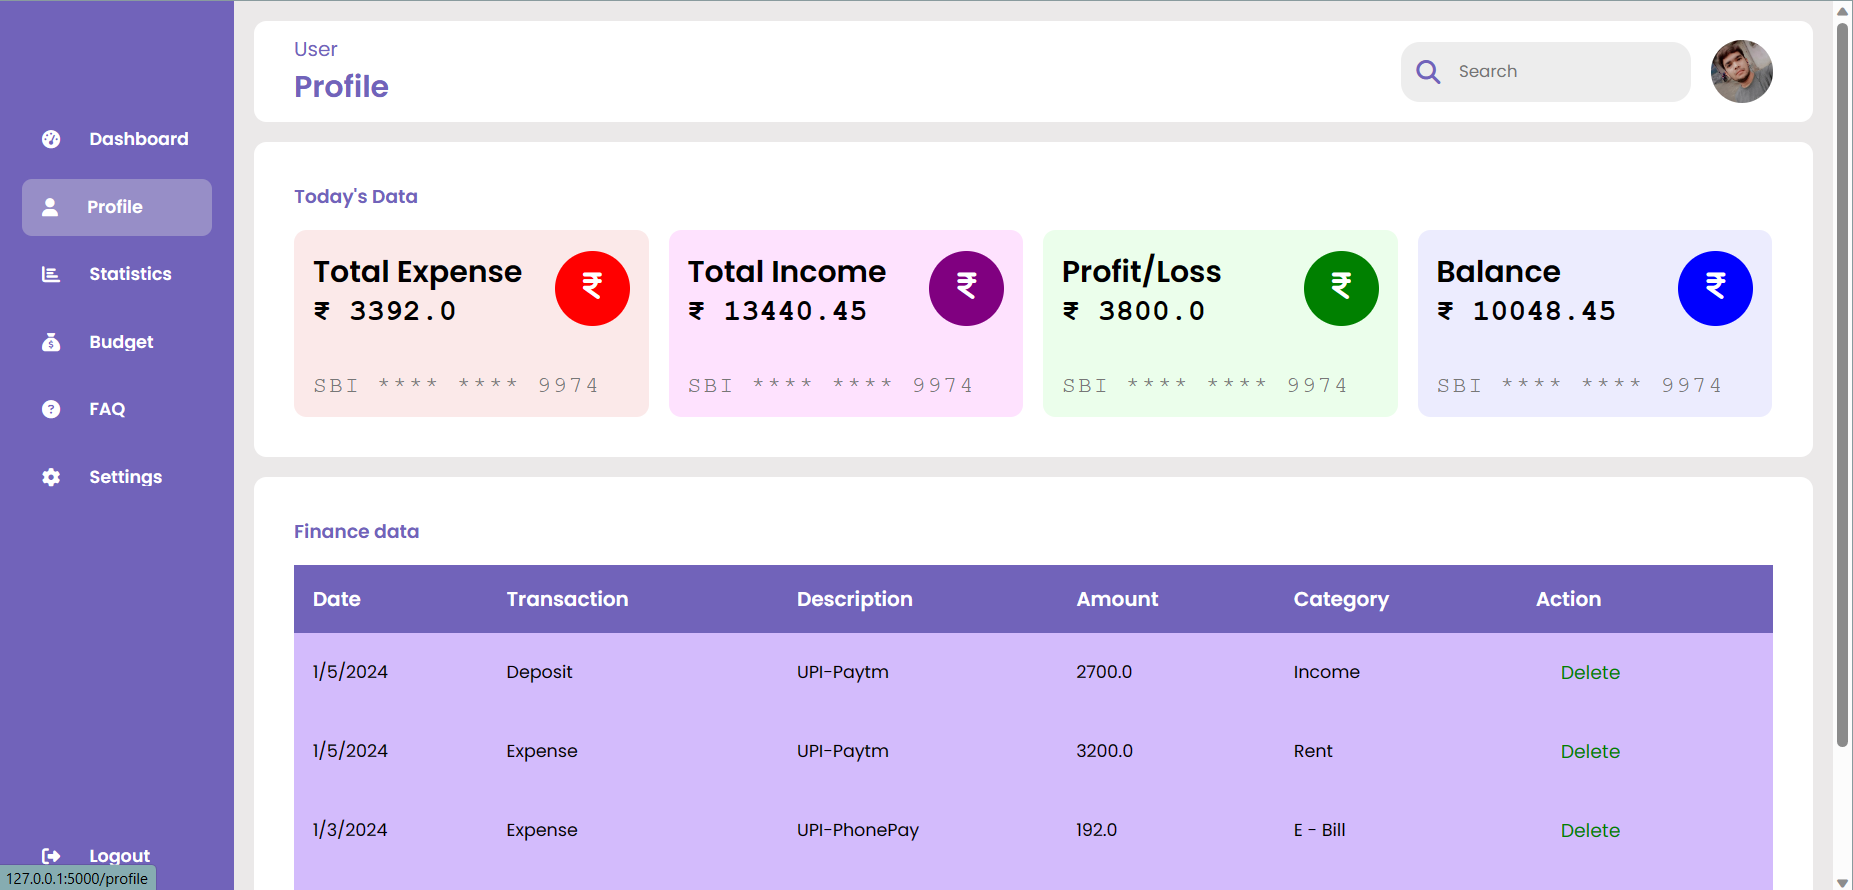 User
Profile
Search
Dashboard
Profile
Statistics
Budget
FAQ
Settings
Logout
127.0.0.1:5000/profile
Today's Data
Total Expense
₹ 3392.0
₹
SBI **** **** 9974
Total Income
₹ 13440.45
₹
SBI **** **** 9974
Profit/Loss
₹ 3800.0
₹
SBI **** **** 9974
Balance
₹ 10048.45
₹
SBI **** **** 9974
Finance data
Date Transaction Description Amount Category Action
1/5/2024 Deposit UPI-Paytm 2700.0 Income Delete
1/5/2024 Expense UPI-Paytm 3200.0 Rent Delete
1/3/2024 Expense UPI-PhonePay 192.0 E - Bill Delete